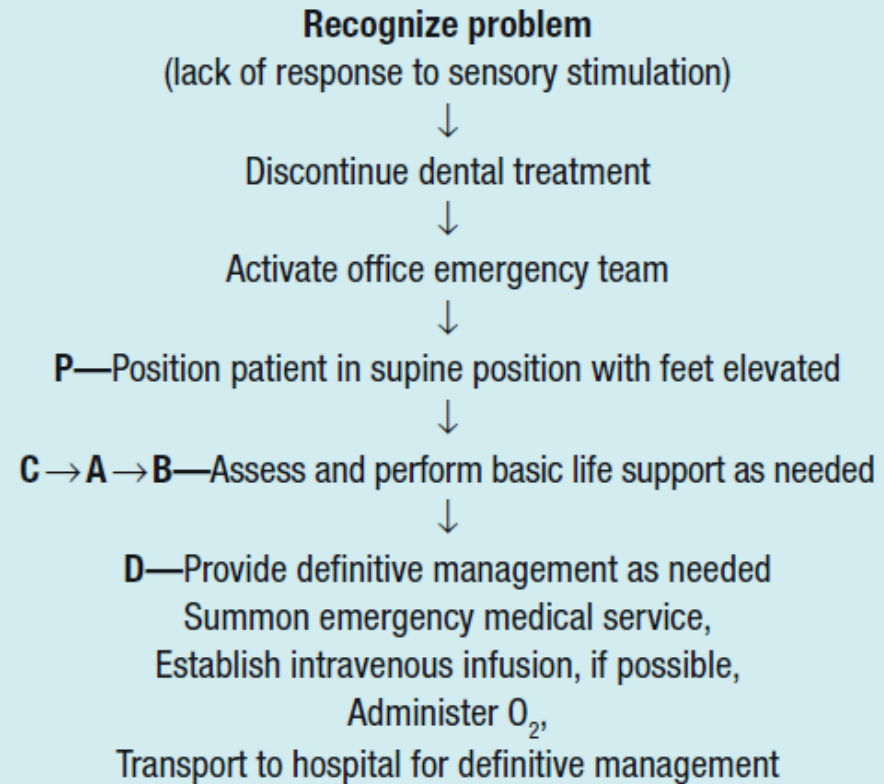 Recognize problem
(lack of response to sensory stimulation)
↓
Discontinue dental treatment
↓
Activate office emergency team
↓
P—Position patient in supine position with feet elevated
↓
C→A→B—Assess and perform basic life support as needed
↓
D—Provide definitive management as needed
Summon emergency medical service,
Establish intravenous infusion, if possible,
Administer O₂,
Transport to hospital for definitive management